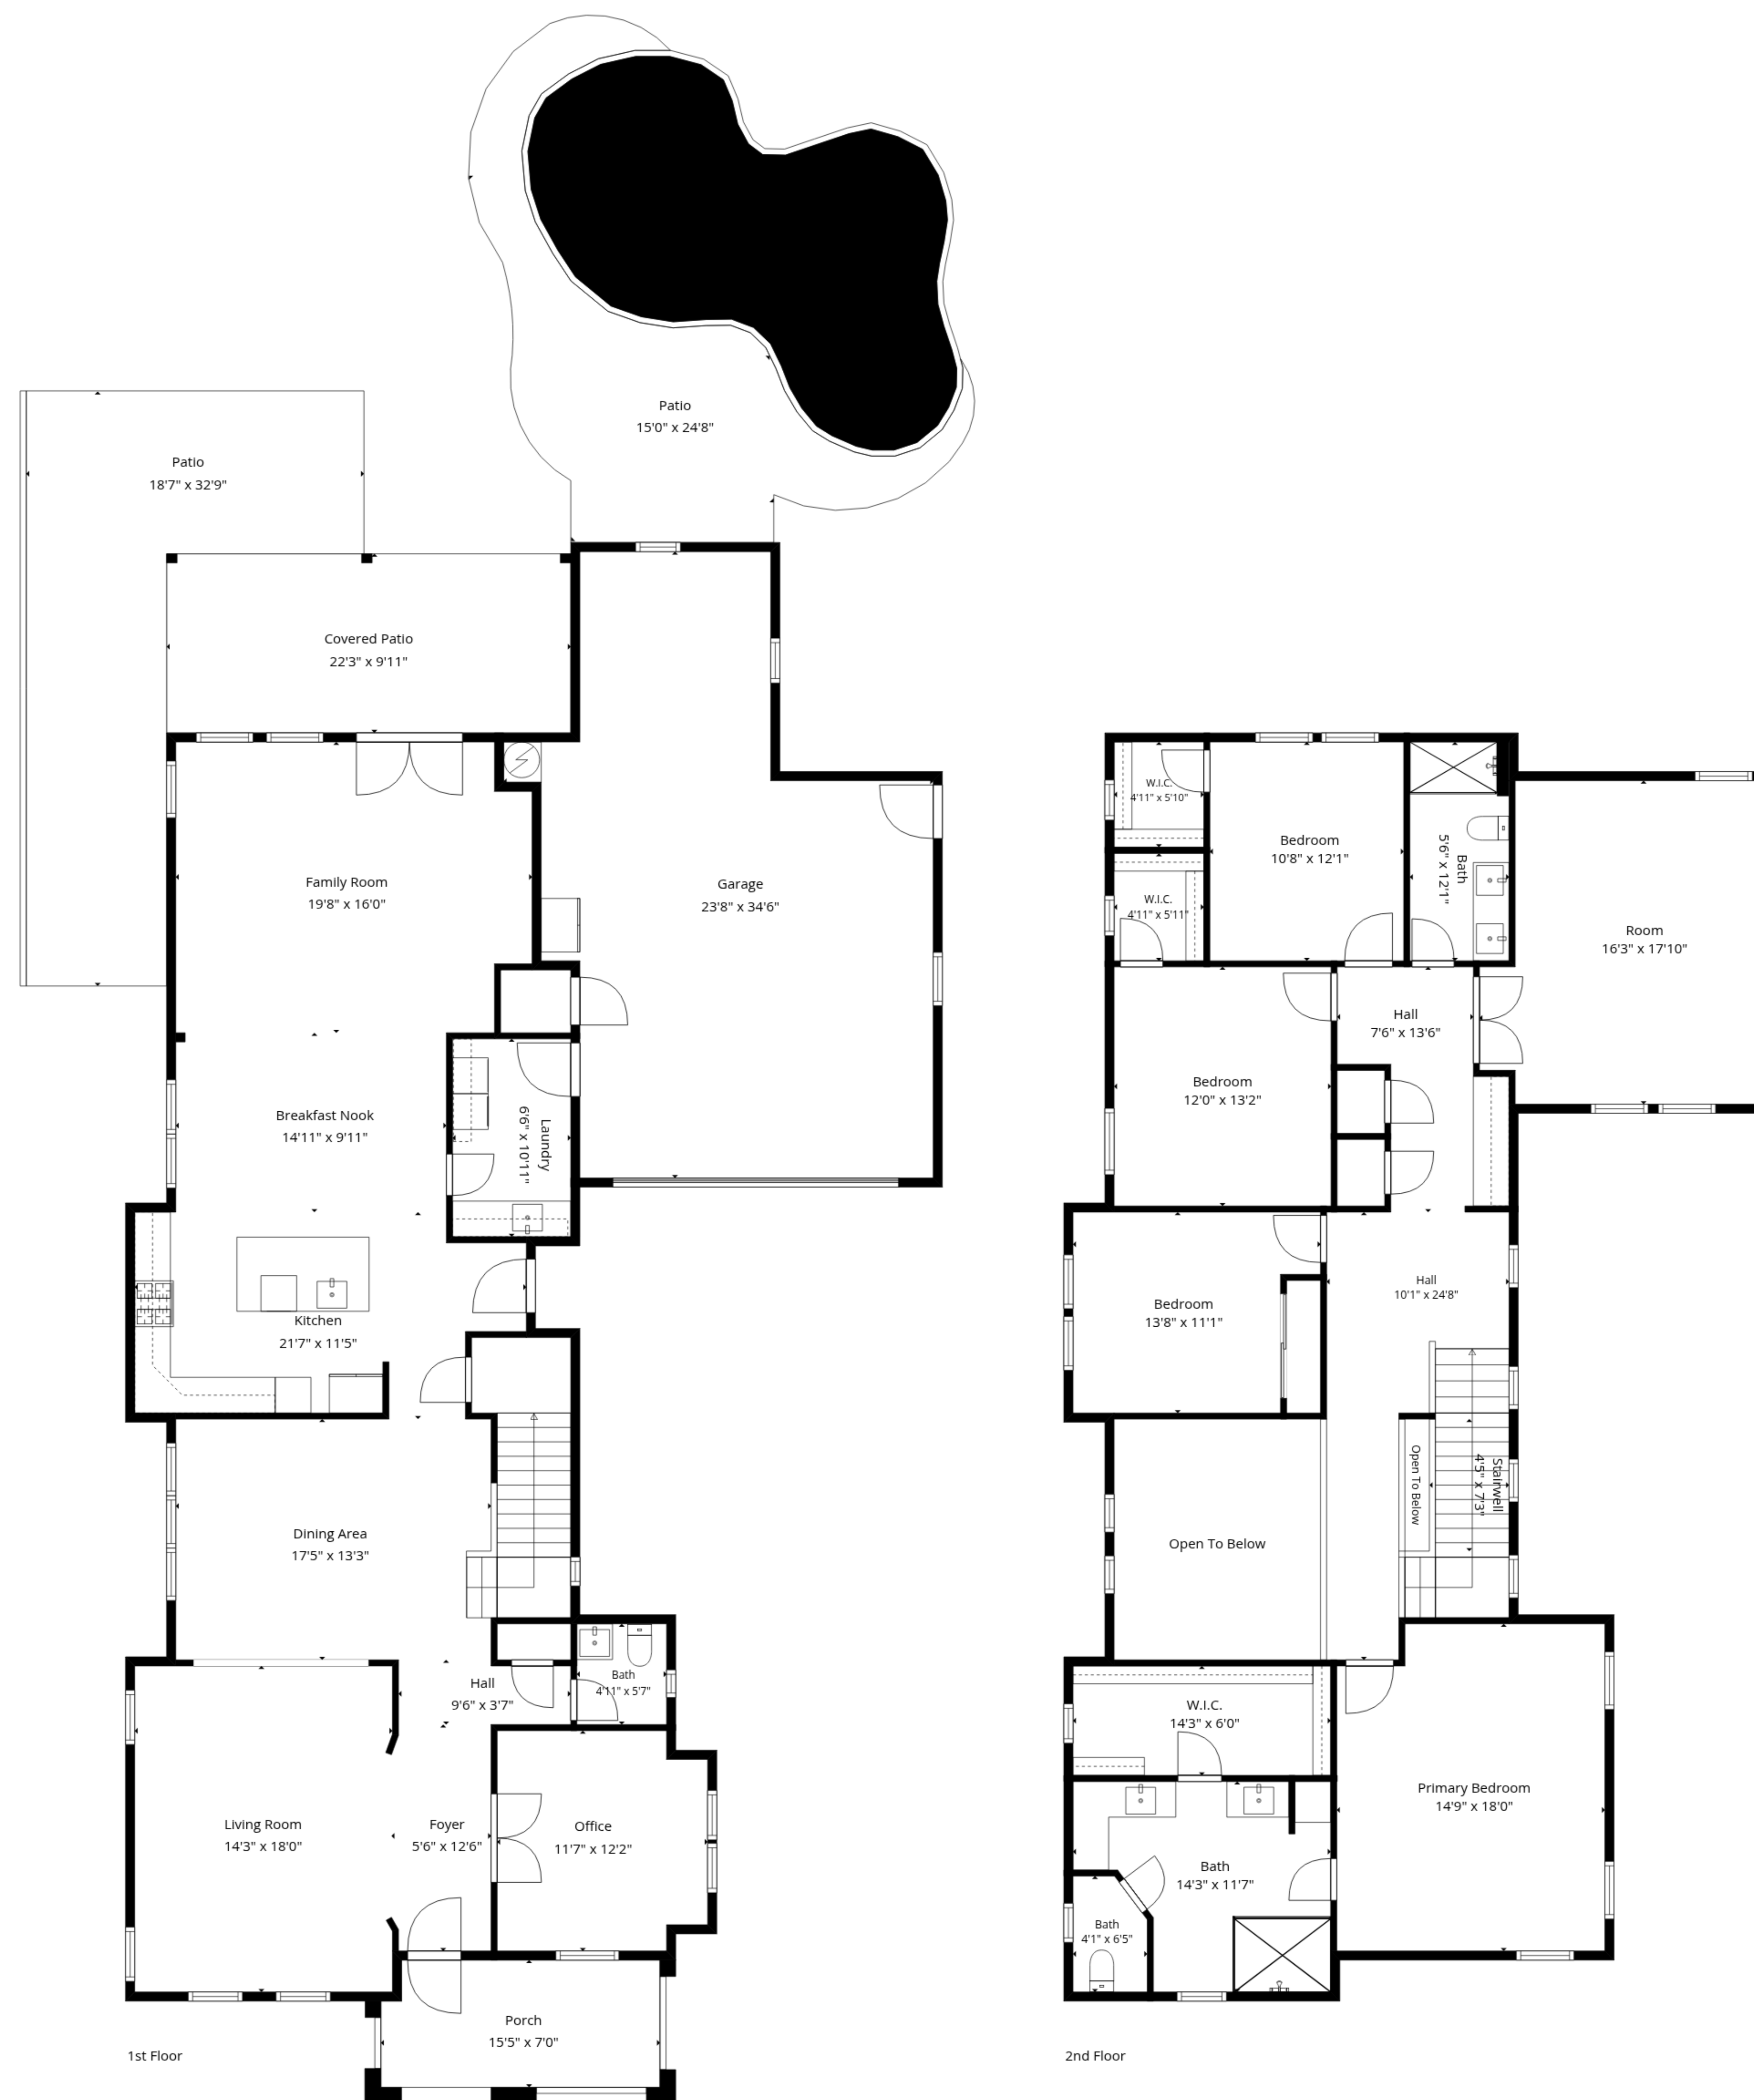 Patio
15'0" x 24'8"
Patio
18'7" x 32'9"
Covered Patio
22'3" x 9'11"
Family Room
19'8" x 16'0"
Garage
23'8" x 34'6"
Breakfast Nook
14'11" x 9'11"
Laundry
6'6" x 10'11"
Kitchen
21'7" x 11'5"
Dining Area
17'5" x 13'3"
Hall
9'6" x 3'7"
Bath
4'11" x 5'7"
Living Room
14'3" x 18'0"
Foyer
5'6" x 12'6"
Office
11'7" x 12'2"
Porch
15'5" x 7'0"
1st Floor
W.I.C.
4'11" x 5'10"
Bedroom
10'8" x 12'1"
Bath
5'6" x 12'1"
W.I.C.
4'11" x 5'11"
Room
16'3" x 17'10"
Hall
7'6" x 13'6"
Bedroom
12'0" x 13'2"
Hall
10'1" x 24'8"
Bedroom
13'8" x 11'1"
Open To Below
Stairwell
4'5" x 7'3"
Open To Below
W.I.C.
14'3" x 6'0"
Primary Bedroom
14'9" x 18'0"
Bath
14'3" x 11'7"
Bath
4'1" x 6'5"
2nd Floor